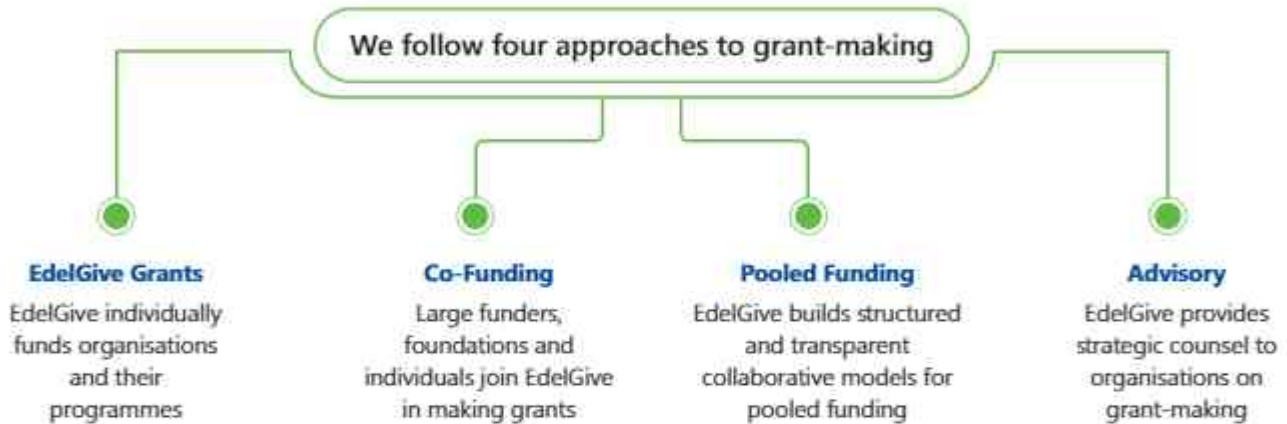 We follow four approaches to grant-making
EdelGive Grants
EdelGive individually
funds organisations
and their
programmes
Co-Funding
Large funders,
foundations and
individuals join EdelGive
in making grants
Pooled Funding
EdelGive builds structured
and transparent
collaborative models for
pooled funding
Advisory
EdelGive provides
strategic counsel to
organisations on
grant-making